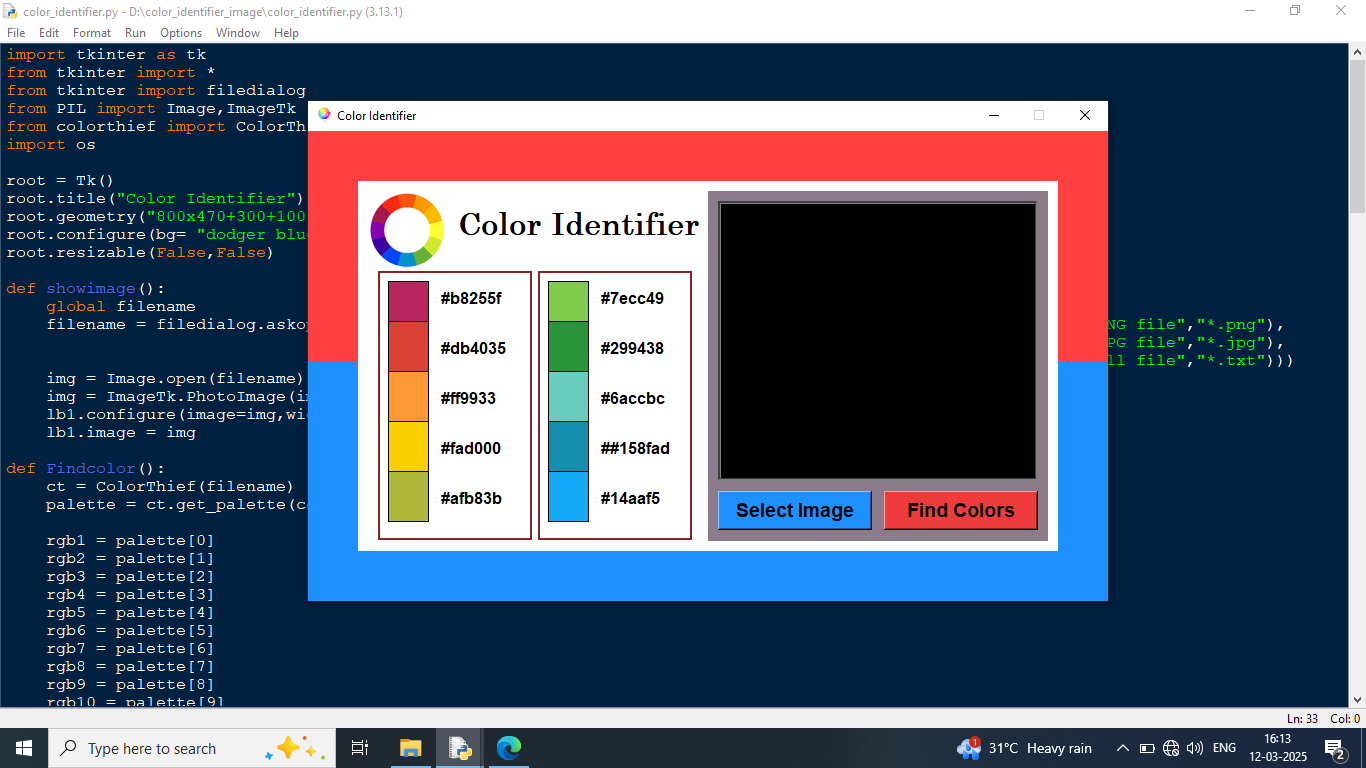 color_identifier.py - D:\color_identifier_image\color_identifier.py (3.13.1)
File Edit Format Run Options Window Help
import tkinter as tk
from tkinter import *
from tkinter import filedialog
from PIL import Image,ImageTk
from colorthief import ColorTh
import os
root = Tk()
root.title("Color Identifier")
root.geometry("800x470+300+100
root.configure(bg= "dodger blu
root.resizable(False,False)
def showimage():
    global filename
    filename = filedialog.askop
NG file","*.png"),
PG file","*.jpg"),
ll file","*.txt")))
    img = Image.open(filename)
    img = ImageTk.PhotoImage(i
    lb1.configure(image=img,wi
    lb1.image = img
def Findcolor():
    ct = ColorThief(filename)
    palette = ct.get_palette(c
    rgb1 = palette[0]
    rgb2 = palette[1]
    rgb3 = palette[2]
    rgb4 = palette[3]
    rgb5 = palette[4]
    rgb6 = palette[5]
    rgb7 = palette[6]
    rgb8 = palette[7]
    rgb9 = palette[8]
    rgb10 = palette[9]
Color Identifier
Color Identifier
#b8255f
#db4035
#ff9933
#fad000
#afb83b
#7ecc49
#299438
#6accbc
##158fad
#14aaf5
Select Image
Find Colors
Ln: 33 Col: 0
Type here to search
1
31°C Heavy rain
ENG
16:13
12-03-2025
2